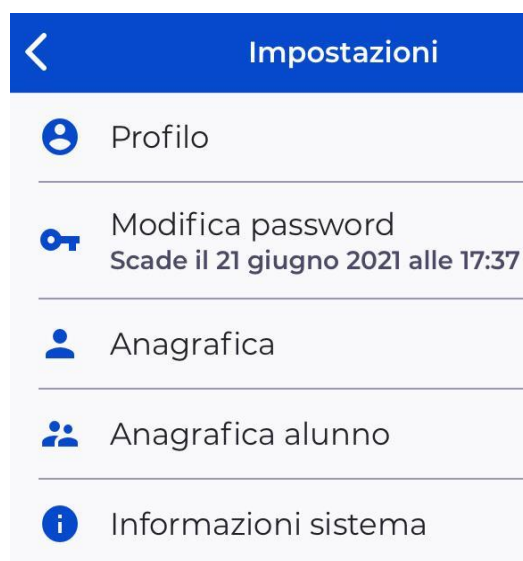 Impostazioni
Profilo
Modifica password
Scade il 21 giugno 2021 alle 17:37
Anagrafica
Anagrafica alunno
Informazioni sistema